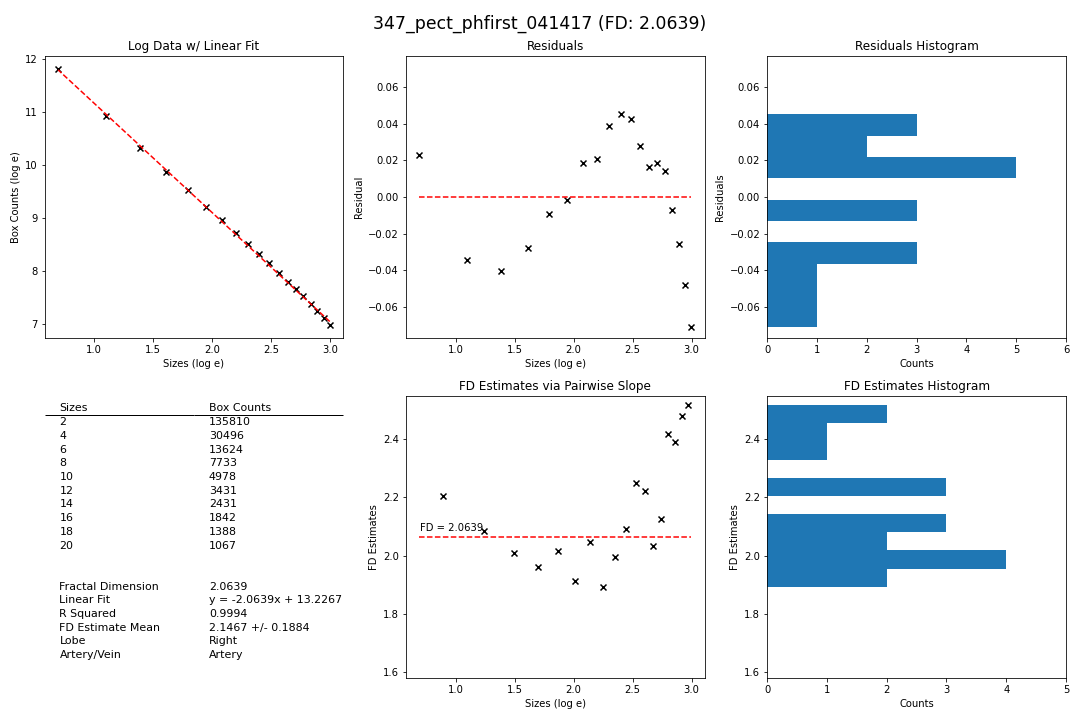 347_pect_phfirst_041417 (FD: 2.0639)
Log Data w/ Linear Fit
12
11
10
9
8
7
Box Counts (log e)
1.0 1.5 2.0 2.5 3.0
Sizes (log e)
Residuals
0.06
0.04
0.02
0.00
−0.02
−0.04
−0.06
Residual
1.0 1.5 2.0 2.5 3.0
Sizes (log e)
Residuals Histogram
0.06
0.04
0.02
0.00
−0.02
−0.04
−0.06
Residuals
0 1 2 3 4 5 6
Counts
Sizes Box Counts
2 135810
4 30496
6 13624
8 7733
10 4978
12 3431
14 2431
16 1842
18 1388
20 1067
Fractal Dimension 2.0639
Linear Fit y = -2.0639x + 13.2267
R Squared 0.9994
FD Estimate Mean 2.1467 +/- 0.1884
Lobe Right
Artery/Vein Artery
FD Estimates via Pairwise Slope
2.4
2.2
2.0
1.8
1.6
FD Estimates
FD = 2.0639
1.0 1.5 2.0 2.5 3.0
Sizes (log e)
FD Estimates Histogram
2.4
2.2
2.0
1.8
1.6
FD Estimates
0 1 2 3 4 5
Counts